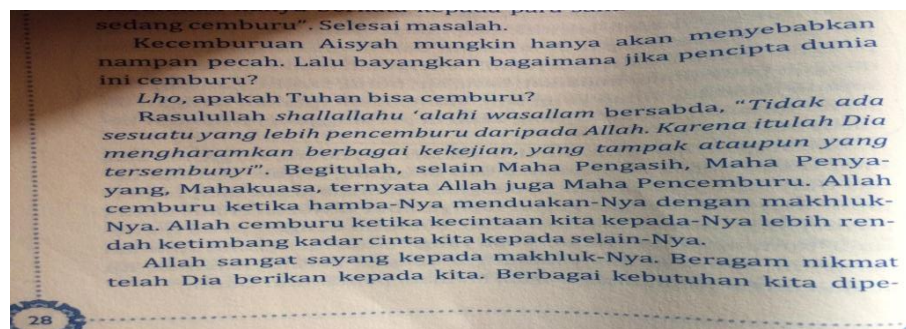 sedang cemburu". Selesai masalah.
Kecemburuan Aisyah mungkin hanya akan menyebabkan
nampan pecah. Lalu bayangkan bagaimana jika pencipta dunia
ini cemburu?
Lho, apakah Tuhan bisa cemburu?
Rasulullah shallallahu ‘alahi wasallam bersabda, “Tidak ada
sesuatu yang lebih pencemburu daripada Allah. Karena itulah Dia
mengharamkan berbagai kekejian, yang tampak ataupun yang
tersembunyi”. Begitulah, selain Maha Pengasih, Maha Penya-
yang, Mahakuasa, ternyata Allah juga Maha Pencemburu. Allah
cemburu ketika hamba-Nya menduakan-Nya dengan makhluk-
Nya. Allah cemburu ketika kecintaan kita kepada-Nya lebih ren-
dah ketimbang kadar cinta kita kepada selain-Nya.
Allah sangat sayang kepada makhluk-Nya. Beragam nikmat
telah Dia berikan kepada kita. Berbagai kebutuhan kita dipe-
28